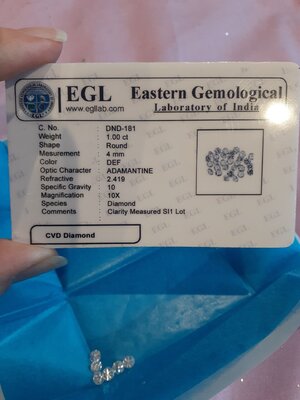 EGL
www.egllab.com
Eastern Gemological
Laboratory of India
C. No. : DND-181
Weight : 1.00 ct
Shape : Round
Mesurement : 4 mm
Color : DEF
Optic Character : ADAMANTINE
Refractive : 2.419
Specific Gravity : 10
Magnification : 10X
Species : Diamond
Comments : Clarity Measured SI1 Lot
CVD Diamond